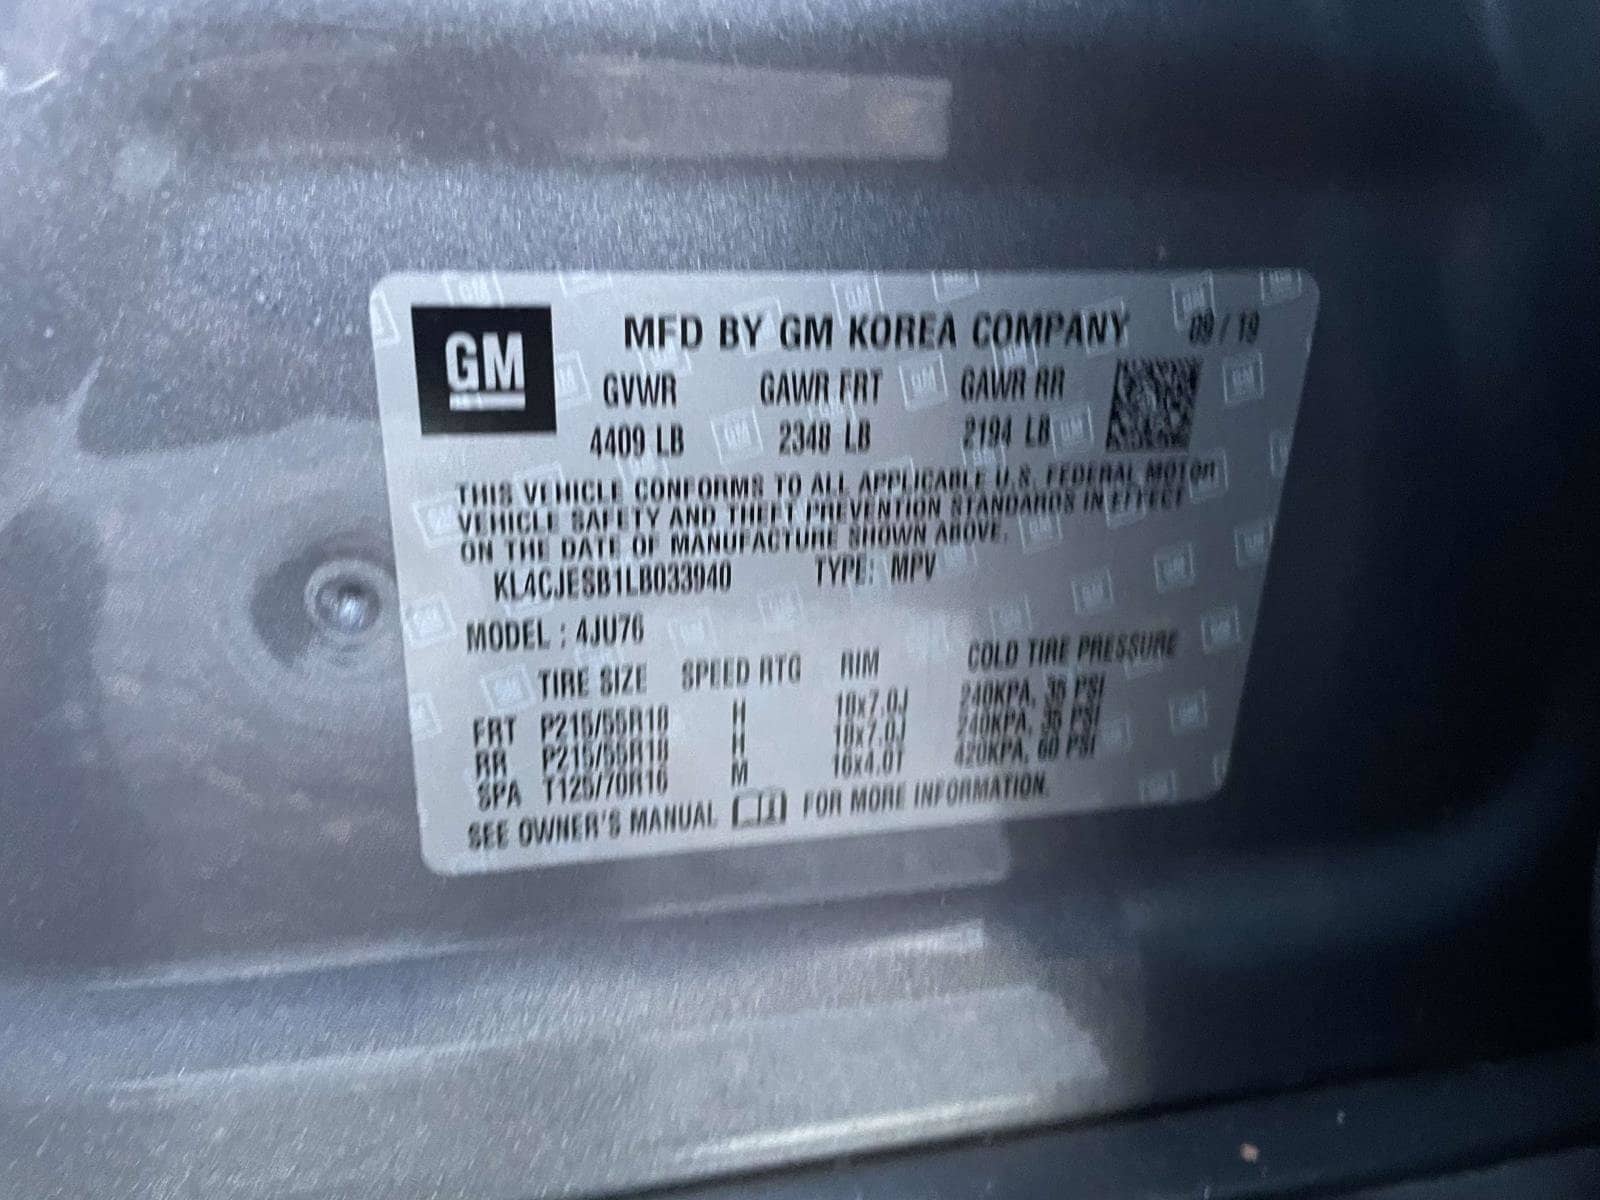 GM
MFD BY GM KOREA COMPANY 09 / 19
GVWR GAWR FRT GAWR RR
4409 LB 2348 LB 2194 LB
THIS VEHICLE CONFORMS TO ALL APPLICABLE U.S. FEDERAL MOTOR
VEHICLE SAFETY AND THEFT PREVENTION STANDARDS IN EFFECT
ON THE DATE OF MANUFACTURE SHOWN ABOVE.
KL4CJESB1LB033940 TYPE: MPV
MODEL : 4JU76
TIRE SIZE SPEED RTG RIM COLD TIRE PRESSURE
FRT P215/55R18 H 18x7.0J 240KPA, 35 PSI
RR P215/55R18 H 18x7.0J 240KPA, 35 PSI
SPA T125/70R16 M 16x4.0T 420KPA, 60 PSI
SEE OWNER'S MANUAL FOR MORE INFORMATION.